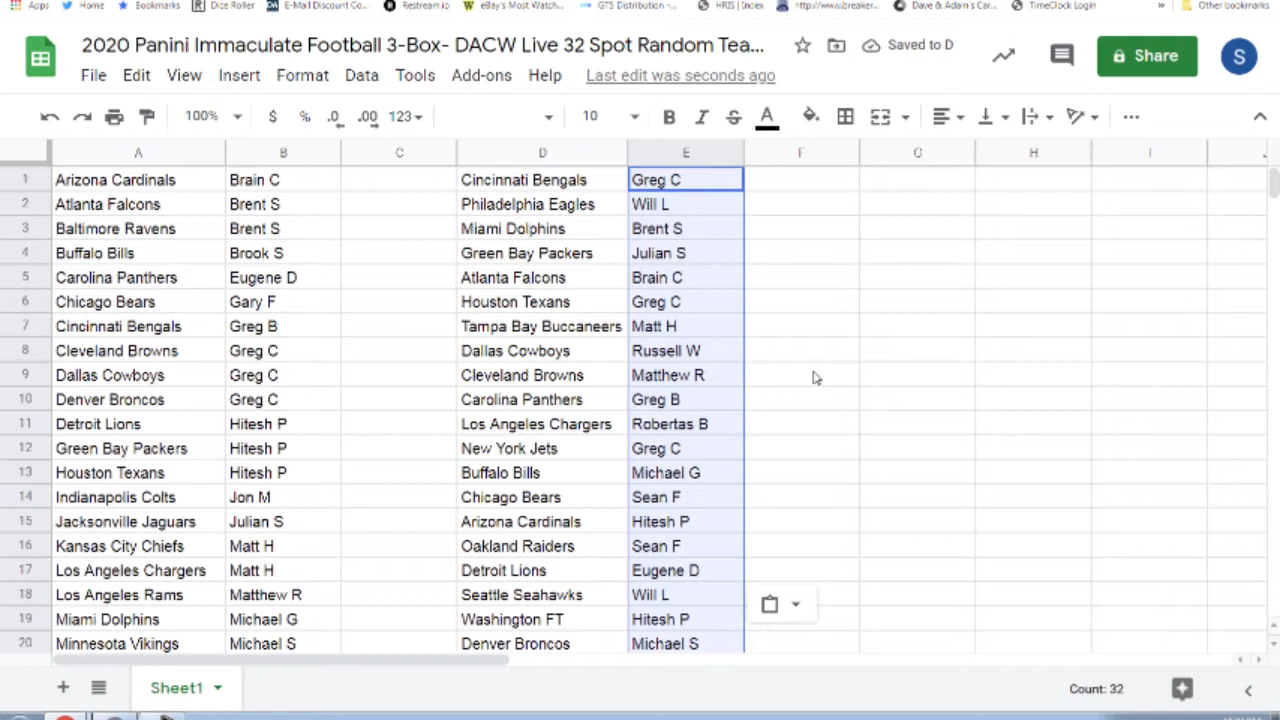 Twitter Home Bookmarks Dice Roller DA E-Mail Discount Co... Restream.io eBay's Most Watch... GTS Distribution -... HRIS | Index http://www.breaker... Dave & Adam's Car... TimeClock Login » Other bookmarks
2020 Panini Immaculate Football 3-Box- DACW Live 32 Spot Random Tea... Saved to D
Share S
File Edit View Insert Format Data Tools Add-ons Help Last edit was seconds ago
100% $ % .0 .00 123 10 B I S A
A B C D E F G H I
1 Arizona Cardinals Brain C Cincinnati Bengals Greg C
2 Atlanta Falcons Brent S Philadelphia Eagles Will L
3 Baltimore Ravens Brent S Miami Dolphins Brent S
4 Buffalo Bills Brook S Green Bay Packers Julian S
5 Carolina Panthers Eugene D Atlanta Falcons Brain C
6 Chicago Bears Gary F Houston Texans Greg C
7 Cincinnati Bengals Greg B Tampa Bay Buccaneers Matt H
8 Cleveland Browns Greg C Dallas Cowboys Russell W
9 Dallas Cowboys Greg C Cleveland Browns Matthew R
10 Denver Broncos Greg C Carolina Panthers Greg B
11 Detroit Lions Hitesh P Los Angeles Chargers Robertas B
12 Green Bay Packers Hitesh P New York Jets Greg C
13 Houston Texans Hitesh P Buffalo Bills Michael G
14 Indianapolis Colts Jon M Chicago Bears Sean F
15 Jacksonville Jaguars Julian S Arizona Cardinals Hitesh P
16 Kansas City Chiefs Matt H Oakland Raiders Sean F
17 Los Angeles Chargers Matt H Detroit Lions Eugene D
18 Los Angeles Rams Matthew R Seattle Seahawks Will L
19 Miami Dolphins Michael G Washington FT Hitesh P
20 Minnesota Vikings Michael S Denver Broncos Michael S
Sheet1 Count: 32